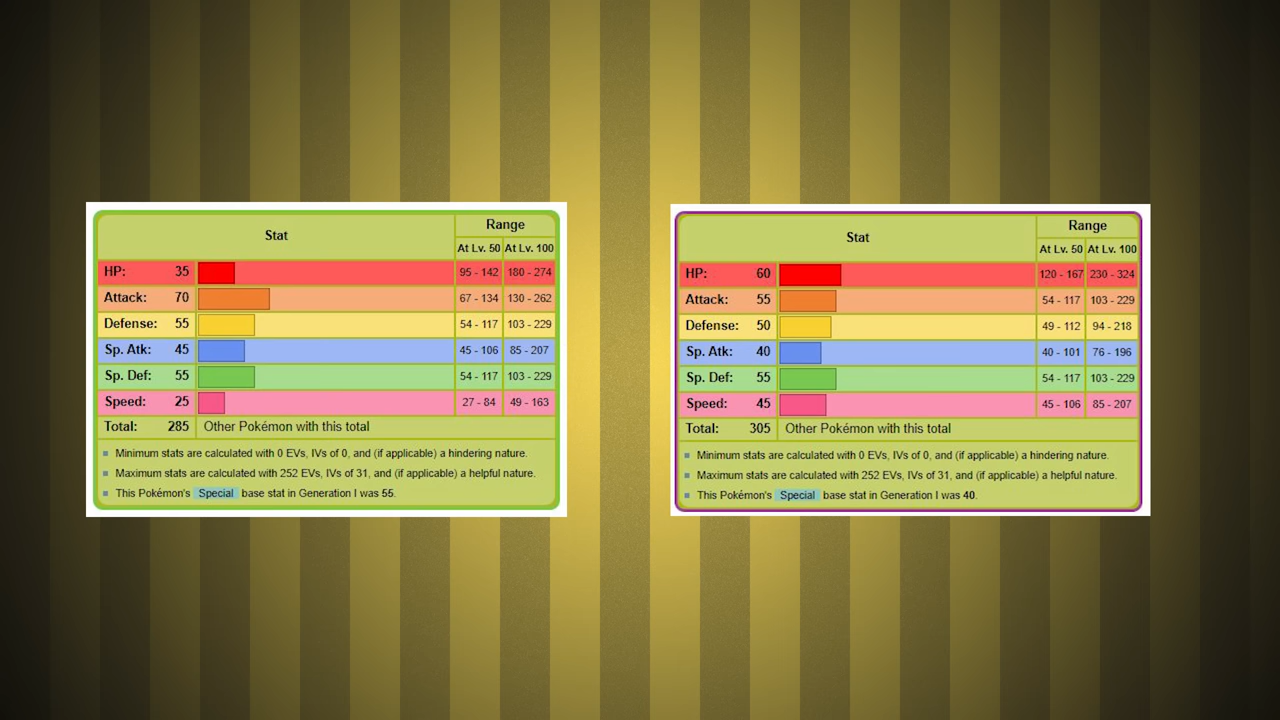 Stat Range
At Lv. 50 At Lv. 100
HP: 35 95 - 142 180 - 274
Attack: 70 67 - 134 130 - 262
Defense: 55 54 - 117 103 - 229
Sp. Atk: 45 45 - 106 85 - 207
Sp. Def: 55 54 - 117 103 - 229
Speed: 25 27 - 84 49 - 163
Total: 285 Other Pokémon with this total
Minimum stats are calculated with 0 EVs, IVs of 0, and (if applicable) a hindering nature.
Maximum stats are calculated with 252 EVs, IVs of 31, and (if applicable) a helpful nature.
This Pokémon's Special base stat in Generation I was 55.
Stat Range
At Lv. 50 At Lv. 100
HP: 60 120 - 167 230 - 324
Attack: 55 54 - 117 103 - 229
Defense: 50 49 - 112 94 - 218
Sp. Atk: 40 40 - 101 76 - 196
Sp. Def: 55 54 - 117 103 - 229
Speed: 45 45 - 106 85 - 207
Total: 305 Other Pokémon with this total
Minimum stats are calculated with 0 EVs, IVs of 0, and (if applicable) a hindering nature.
Maximum stats are calculated with 252 EVs, IVs of 31, and (if applicable) a helpful nature.
This Pokémon's Special base stat in Generation I was 40.